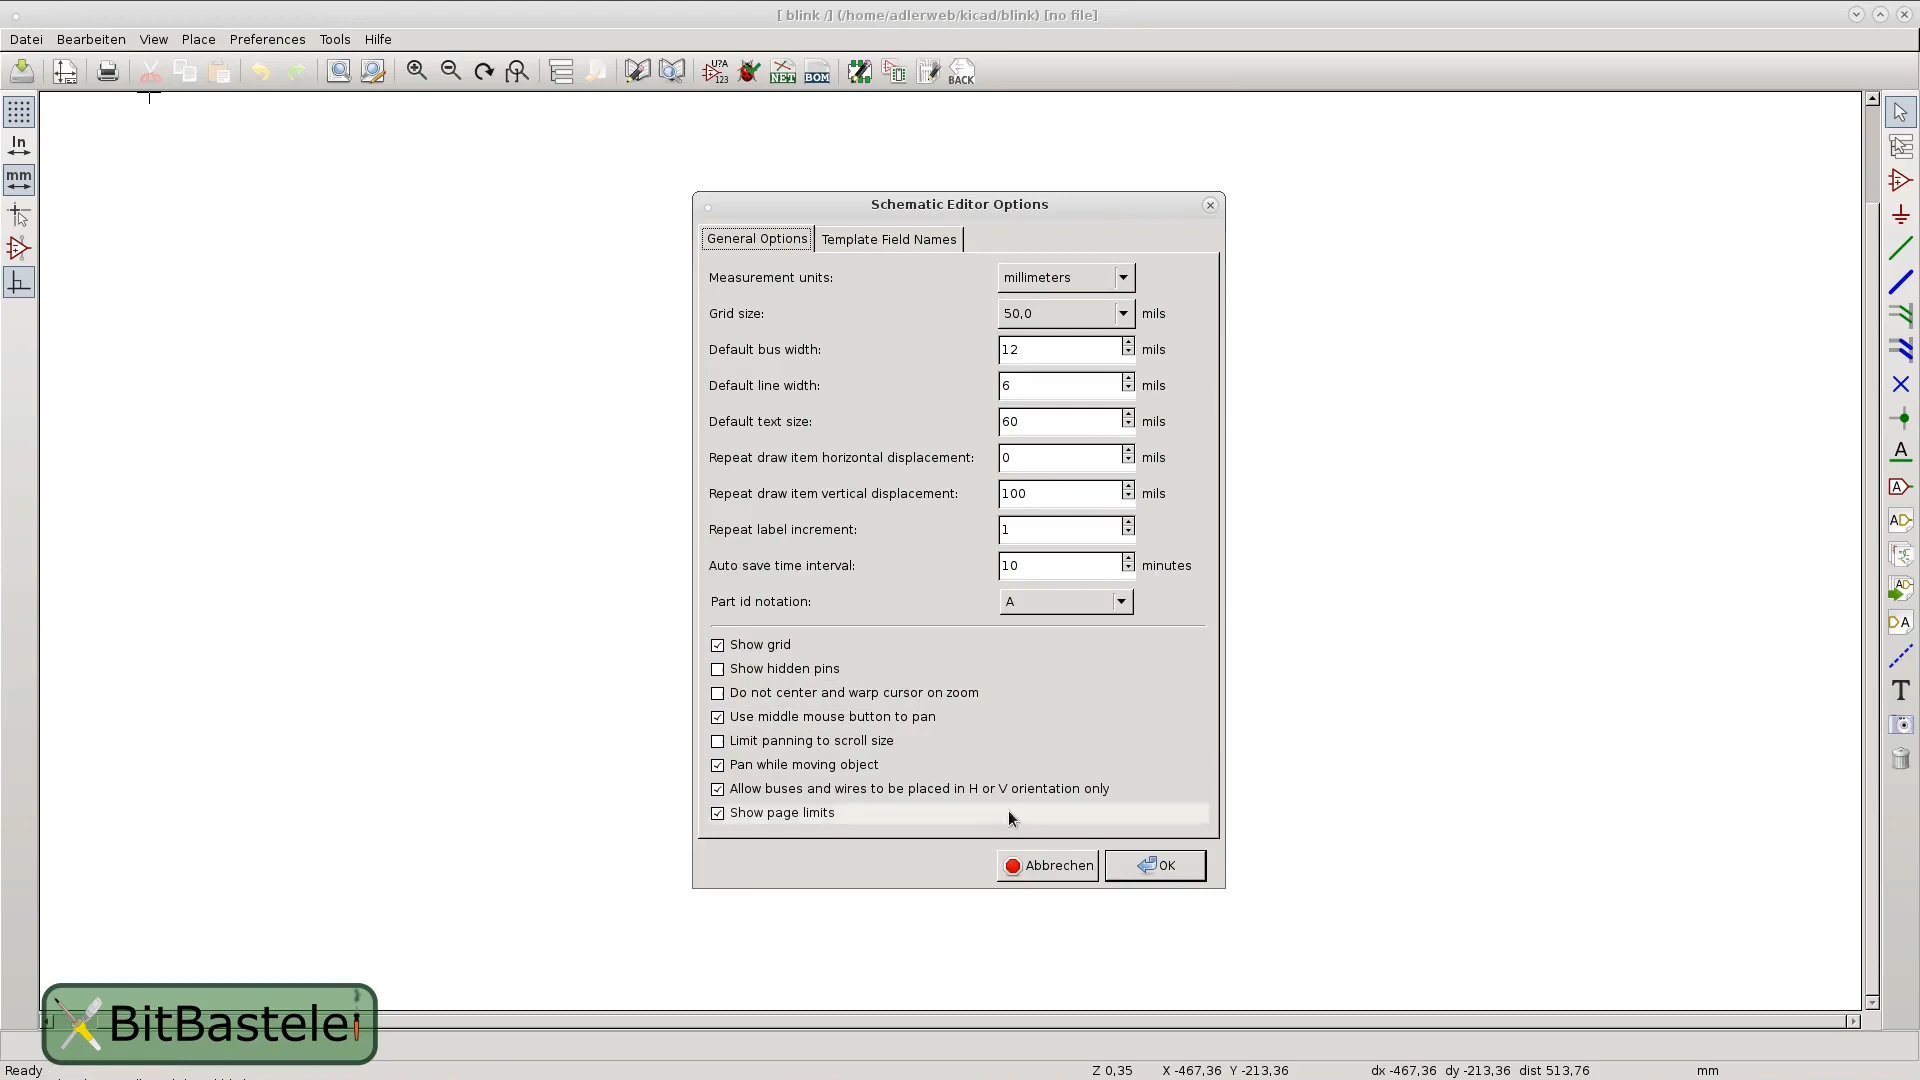 [ blink /] (/home/adlerweb/kicad/blink) [no file]
Datei Bearbeiten View Place Preferences Tools Hilfe
U?A
123
NET BOM BACK
In
mm
Schematic Editor Options
General Options Template Field Names
Measurement units: millimeters
Grid size: 50,0 mils
Default bus width: 12 mils
Default line width: 6 mils
Default text size: 60 mils
Repeat draw item horizontal displacement: 0 mils
Repeat draw item vertical displacement: 100 mils
Repeat label increment: 1
Auto save time interval: 10 minutes
Part id notation: A
Show grid
Show hidden pins
Do not center and warp cursor on zoom
Use middle mouse button to pan
Limit panning to scroll size
Pan while moving object
Allow buses and wires to be placed in H or V orientation only
Show page limits
Abbrechen OK
A
A
AD
AD
DA
T
BitBastelei
Ready Z 0,35 X -467,36 Y -213,36 dx -467,36 dy -213,36 dist 513,76 mm